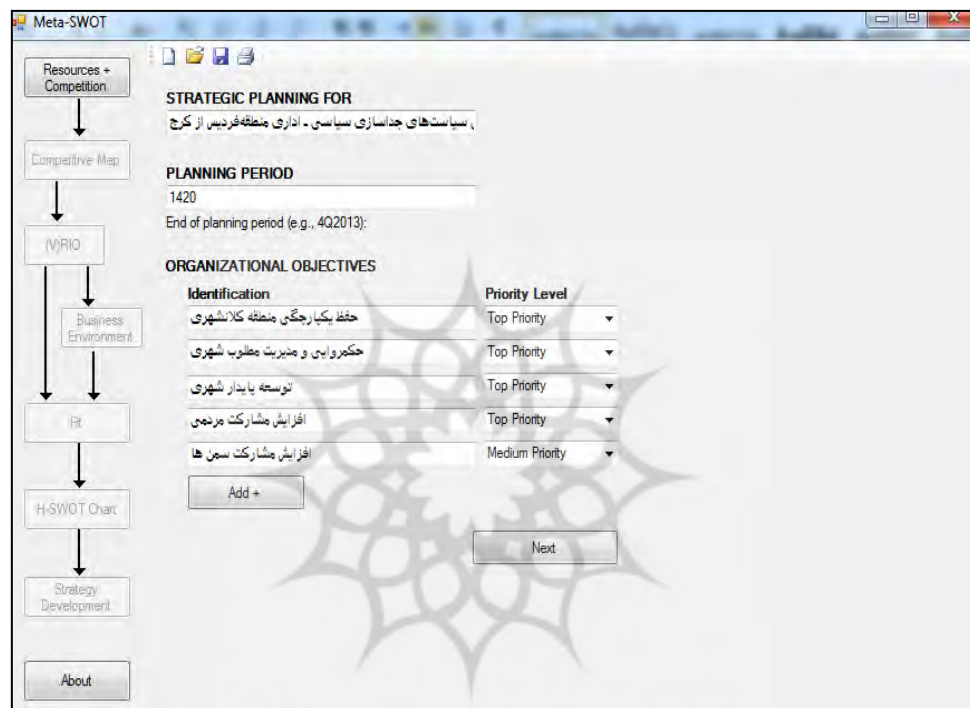 Meta-SWOT
Resources +
Competition
Competitive Map
(V)RIO
Business
Environment
Fit
H-SWOT Chart
Strategy
Development
About
STRATEGIC PLANNING FOR
سیاست‌های جداسازی سیاسی - اداری منطقه‌فردیس از کرج
PLANNING PERIOD
1420
End of planning period (e.g., 4Q2013):
ORGANIZATIONAL OBJECTIVES
Identification Priority Level
حفظ یکپارچگی منطقه کلانشهری Top Priority
حکمروایی و مدیریت مطلوب شهری Top Priority
توسعه پایدار شهری Top Priority
افزایش مشارکت مردمی Top Priority
افزایش مشارکت سمن ها Medium Priority
Add +
Next